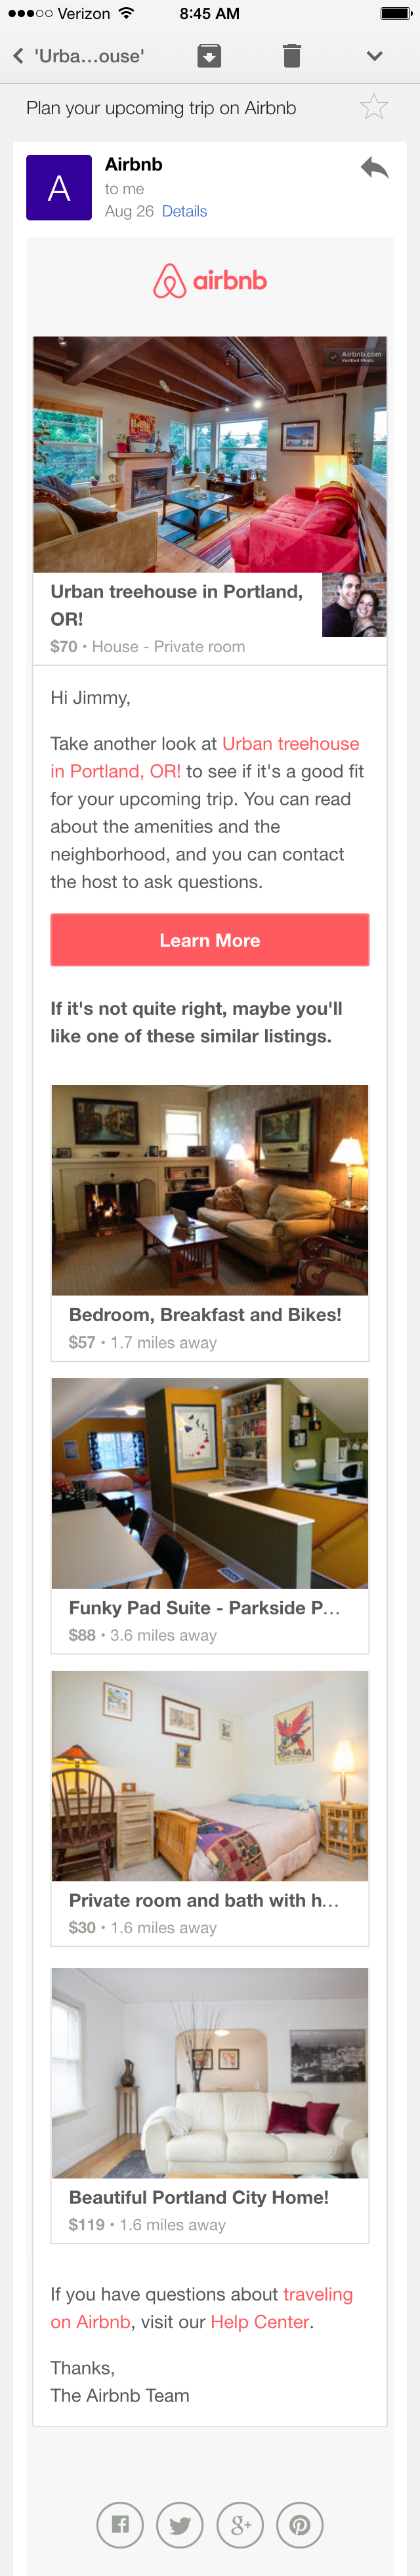 Verizon 8:45 AM
'Urba...ouse'
Plan your upcoming trip on Airbnb
A
Airbnb
to me
Aug 26 Details
airbnb
Airbnb.com
Verified Photo
Urban treehouse in Portland,
OR!
$70 • House - Private room
Hi Jimmy,
Take another look at Urban treehouse
in Portland, OR! to see if it's a good fit
for your upcoming trip. You can read
about the amenities and the
neighborhood, and you can contact
the host to ask questions.
Learn More
If it's not quite right, maybe you'll
like one of these similar listings.
Bedroom, Breakfast and Bikes!
$57 • 1.7 miles away
Funky Pad Suite - Parkside P...
$88 • 3.6 miles away
Private room and bath with h...
$30 • 1.6 miles away
Beautiful Portland City Home!
$119 • 1.6 miles away
If you have questions about traveling
on Airbnb, visit our Help Center.
Thanks,
The Airbnb Team